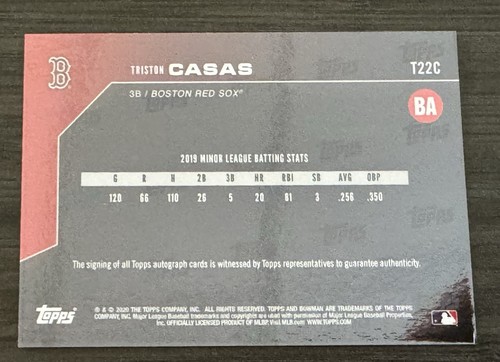 B
TRISTON CASAS
T22C
3B / BOSTON RED SOX®
BA
2019 MINOR LEAGUE BATTING STATS
G R H 2B 3B HR RBI SB AVG OBP
120 66 110 26 5 20 81 3 .256 .350
The signing of all Topps autograph cards is witnessed by Topps representatives to guarantee authenticity.
Topps
® & © 2020 THE TOPPS COMPANY, INC. ALL RIGHTS RESERVED. TOPPS AND BOWMAN ARE TRADEMARKS OF THE TOPPS
COMPANY, INC. Major League Baseball trademarks and copyrights are used with permission of Major League Baseball Properties,
Inc. OFFICIALLY LICENSED PRODUCT OF MLBP. Visit MLB.com WWW.TOPPS.COM